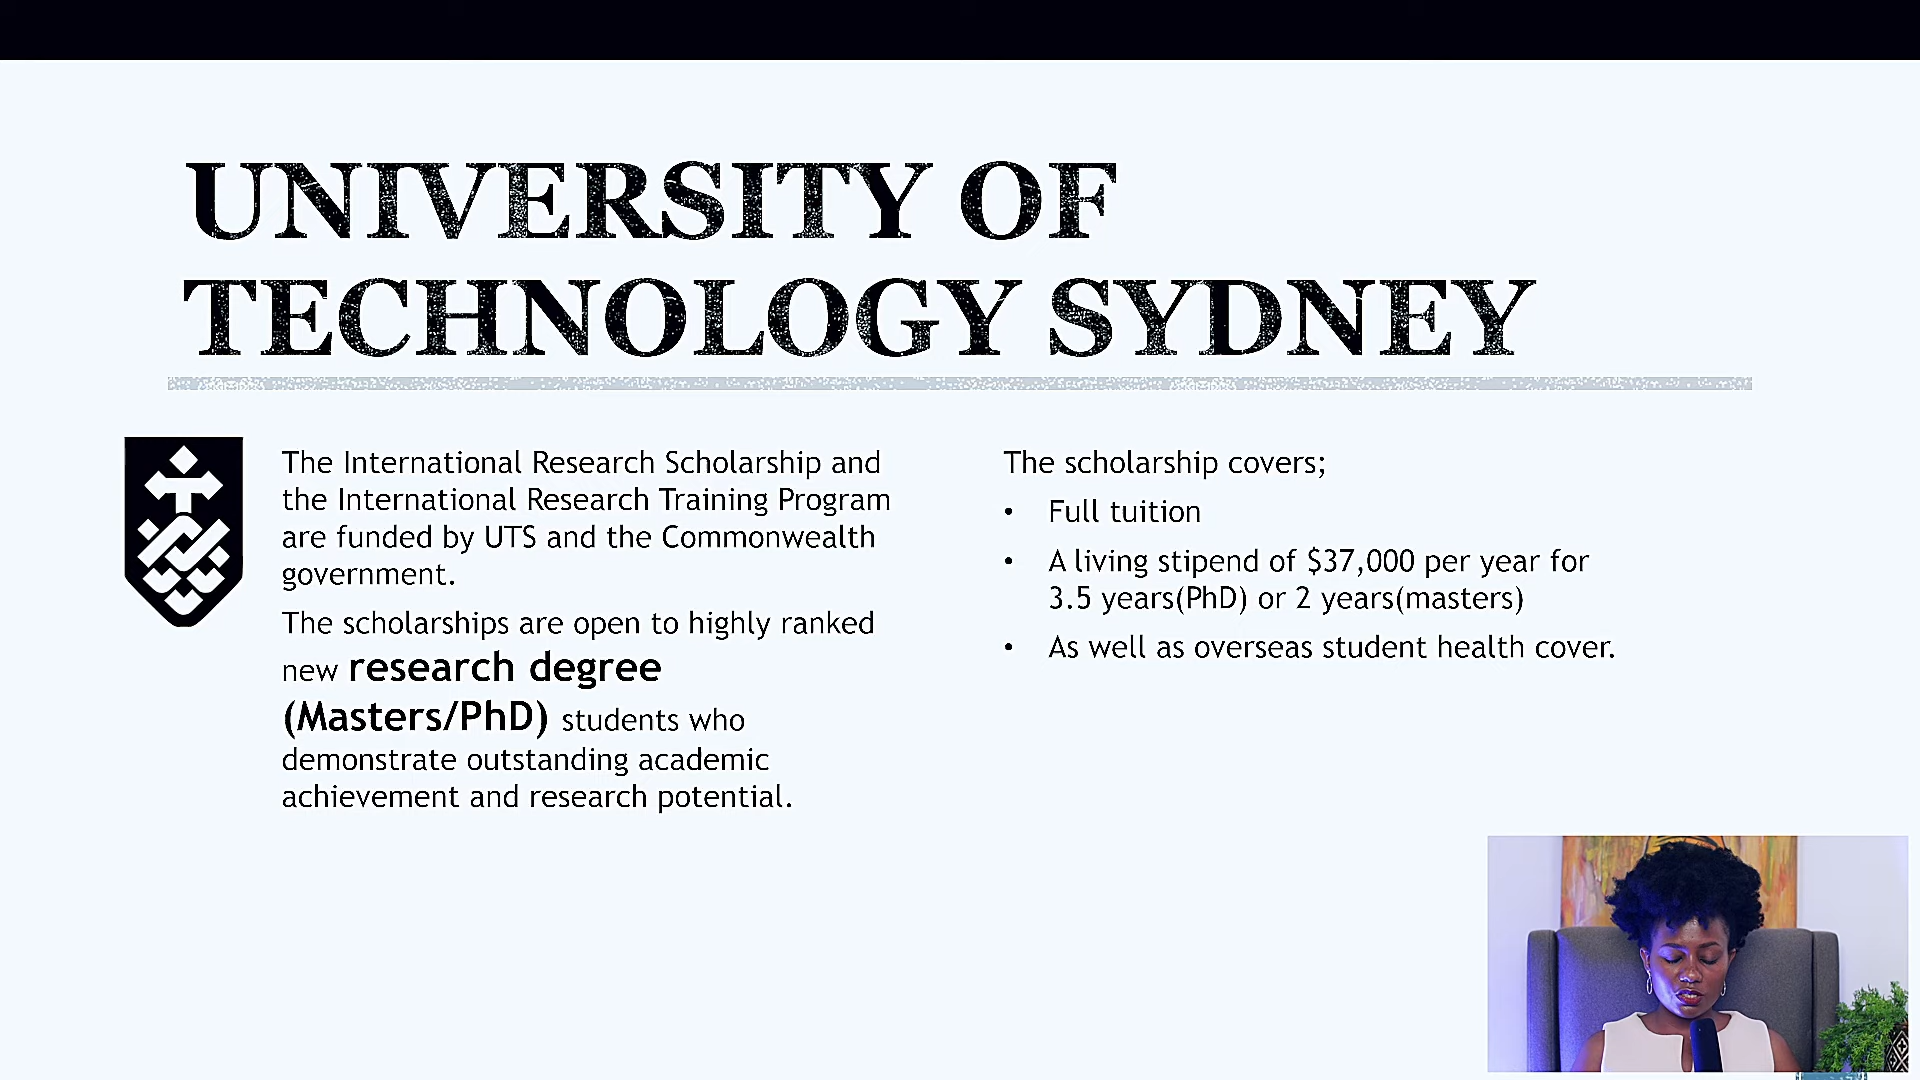 UNIVERSITY OF
TECHNOLOGY SYDNEY
The International Research Scholarship and
the International Research Training Program
are funded by UTS and the Commonwealth
government.
The scholarships are open to highly ranked
new research degree
(Masters/PhD) students who
demonstrate outstanding academic
achievement and research potential.
The scholarship covers;
• Full tuition
• A living stipend of $37,000 per year for
3.5 years(PhD) or 2 years(masters)
• As well as overseas student health cover.